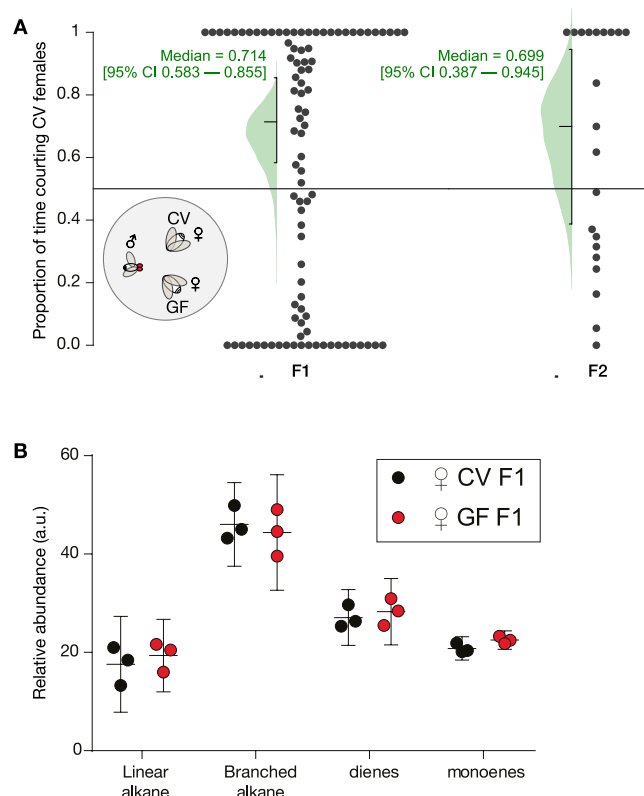 A
Proportion of time counting CV females
1
0.8
0.6
0.4
0.2
0.0
Median = 0.714
[95% CI 0.583 — 0.855]
Median = 0.699
[95% CI 0.387 — 0.945]
♂
CV
♀
♀
GF
-
F1
-
F2
B
Relative abundance (a.u.)
60
40
20
0
♀ CV F1
♀ GF F1
Linear
alkane
Branched
alkane
dienes
monoenes